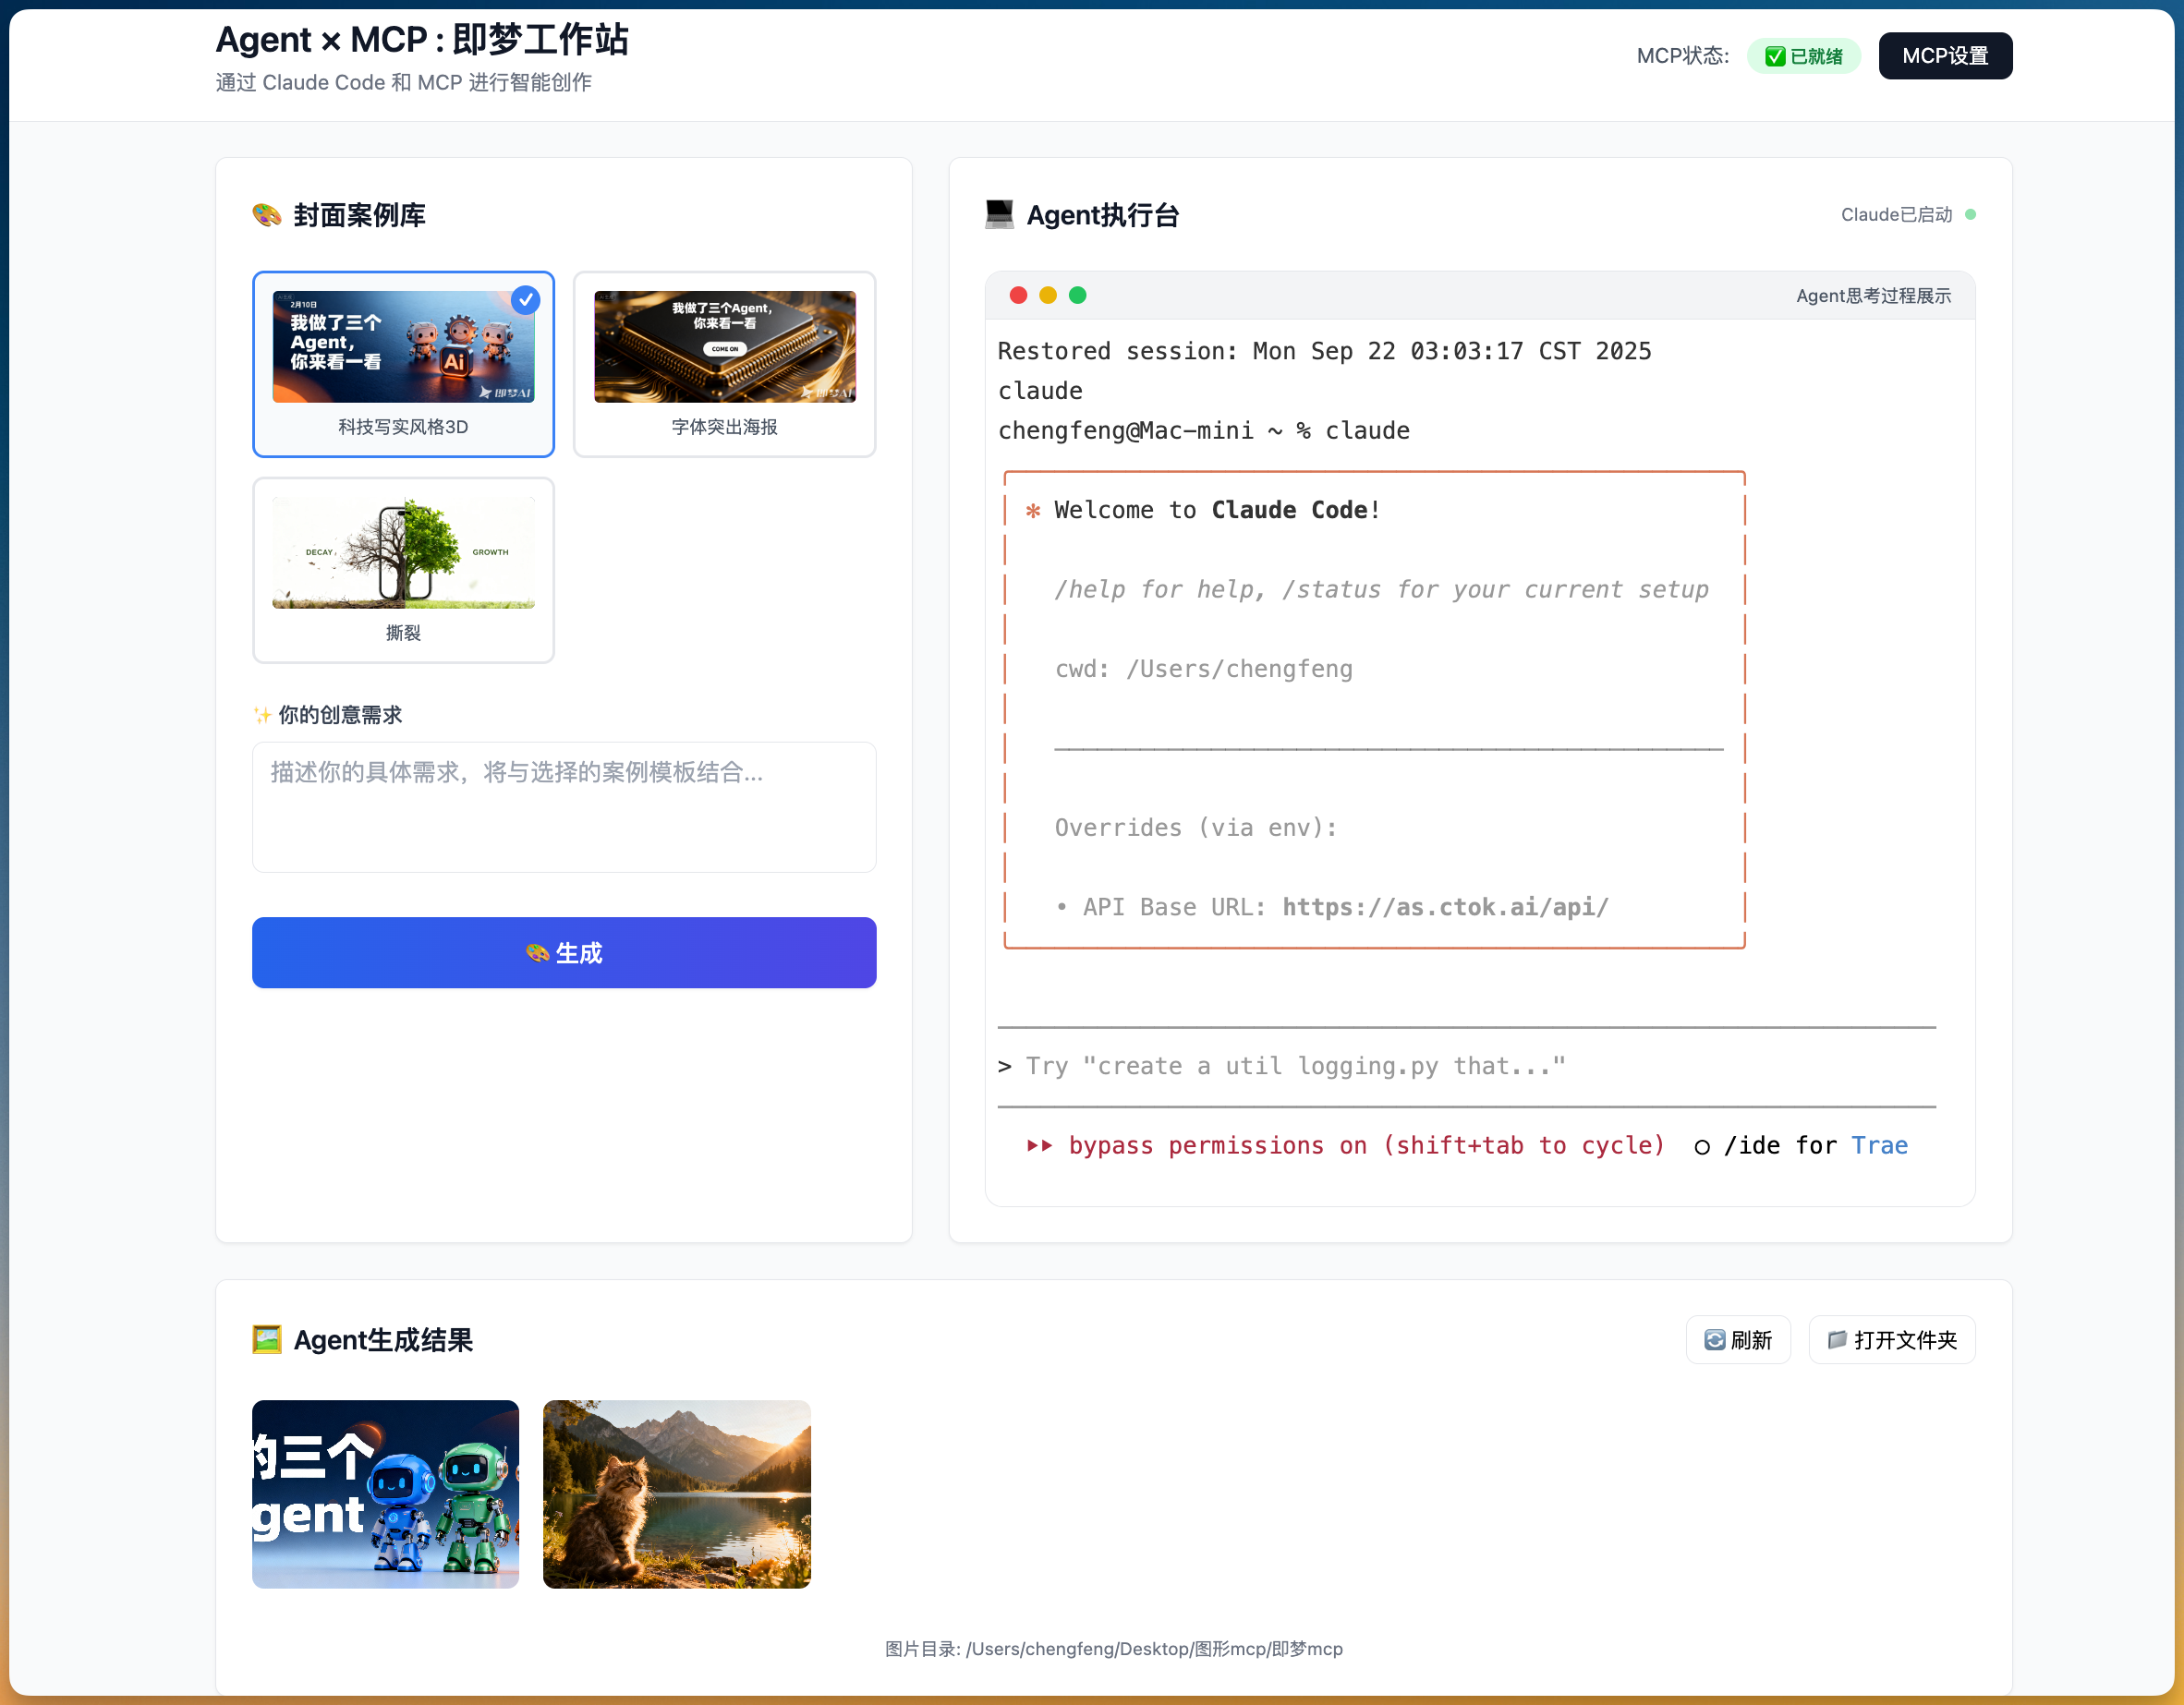 Agent × MCP : 即梦工作站
通过 Claude Code 和 MCP 进行智能创作
MCP状态:
✅ 已就绪
MCP设置
🎨 封面案例库
2月10日
我做了三个
Agent,
你来看一看
Ai
即梦AI
科技写实风格3D
我做了三个Agent,
你来看一看
COME ON
即梦AI
字体突出海报
DECAY,
GROWTH
撕裂
✨ 你的创意需求
描述你的具体需求，将与选择的案例模板结合...
🎨 生成
💻 Agent执行台
Claude已启动
Agent思考过程展示
Restored session: Mon Sep 22 03:03:17 CST 2025
claude
chengfeng@Mac-mini ~ % claude
✻ Welcome to Claude Code!
/help for help, /status for your current setup
cwd: /Users/chengfeng
Overrides (via env):
• API Base URL: https://as.ctok.ai/api/
> Try "create a util logging.py that..."
⏵⏵ bypass permissions on (shift+tab to cycle) ○ /ide for Trae
🖼️ Agent生成结果
🔄 刷新
📁 打开文件夹
的三个
gent
图片目录: /Users/chengfeng/Desktop/图形mcp/即梦mcp